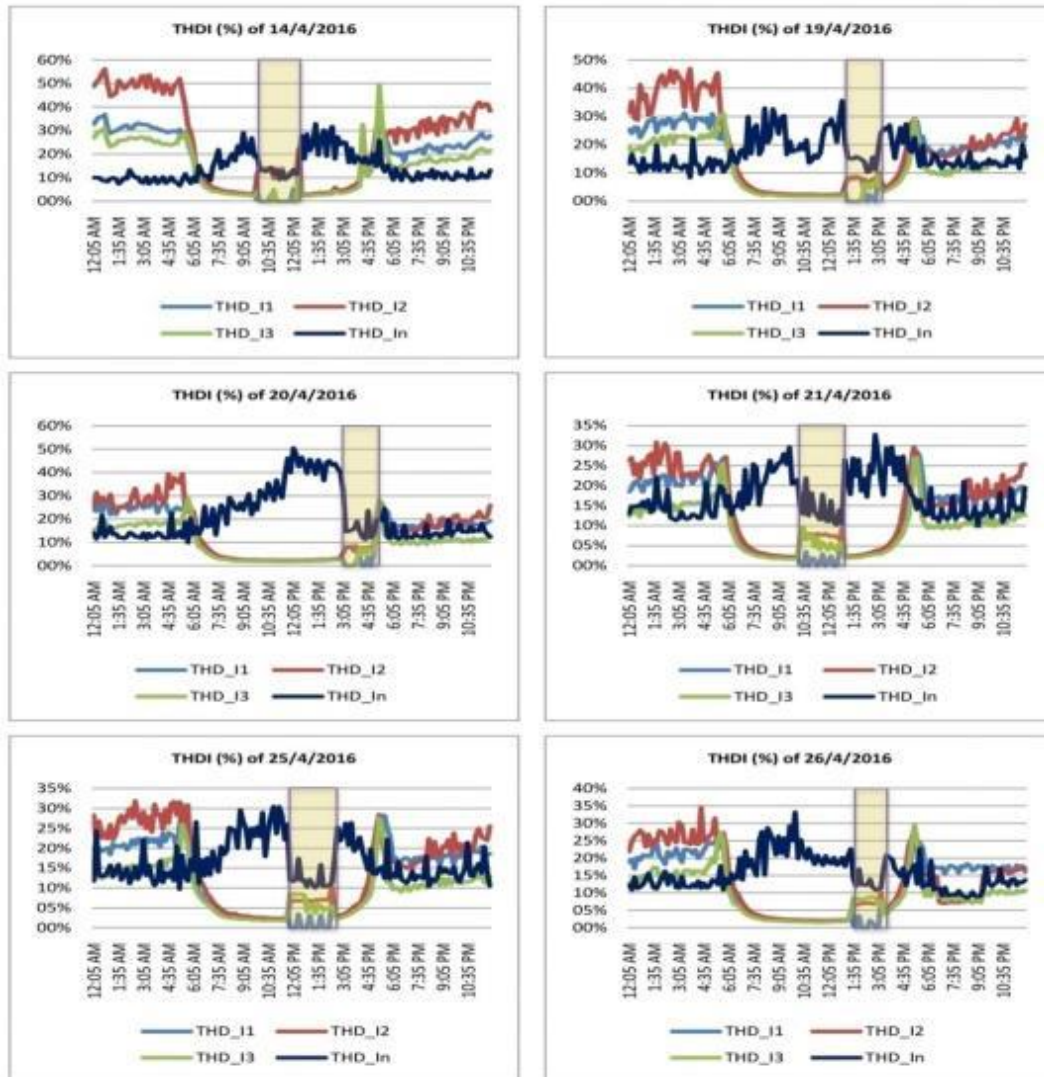 THDI (%) of 14/4/2016
60%
50%
40%
30%
20%
10%
00%
12:05 AM
1:35 AM
3:05 AM
4:35 AM
6:05 AM
7:35 AM
9:05 AM
10:35 AM
12:05 PM
1:35 PM
3:05 PM
4:35 PM
6:05 PM
7:35 PM
9:05 PM
10:35 PM
THD_I1 THD_I2
THD_I3 THD_In
THDI (%) of 19/4/2016
50%
40%
30%
20%
10%
00%
12:05 AM
1:35 AM
3:05 AM
4:35 AM
6:05 AM
7:35 AM
9:05 AM
10:35 AM
12:05 PM
1:35 PM
3:05 PM
4:35 PM
6:05 PM
7:35 PM
9:05 PM
10:35 PM
THD_I1 THD_I2
THD_I3 THD_In
THDI (%) of 20/4/2016
60%
50%
40%
30%
20%
10%
00%
12:05 AM
1:35 AM
3:05 AM
4:35 AM
6:05 AM
7:35 AM
9:05 AM
10:35 AM
12:05 PM
1:35 PM
3:05 PM
4:35 PM
6:05 PM
7:35 PM
9:05 PM
10:35 PM
THD_I1 THD_I2
THD_I3 THD_In
THDI (%) of 21/4/2016
35%
30%
25%
20%
15%
10%
05%
00%
12:05 AM
1:35 AM
3:05 AM
4:35 AM
6:05 AM
7:35 AM
9:05 AM
10:35 AM
12:05 PM
1:35 PM
3:05 PM
4:35 PM
6:05 PM
7:35 PM
9:05 PM
10:35 PM
THD_I1 THD_I2
THD_I3 THD_In
THDI (%) of 25/4/2016
35%
30%
25%
20%
15%
10%
05%
00%
12:05 AM
1:35 AM
3:05 AM
4:35 AM
6:05 AM
7:35 AM
9:05 AM
10:35 AM
12:05 PM
1:35 PM
3:05 PM
4:35 PM
6:05 PM
7:35 PM
9:05 PM
10:35 PM
THD_I1 THD_I2
THD_I3 THD_In
THDI (%) of 26/4/2016
40%
35%
30%
25%
20%
15%
10%
05%
00%
12:05 AM
1:35 AM
3:05 AM
4:35 AM
6:05 AM
7:35 AM
9:05 AM
10:35 AM
12:05 PM
1:35 PM
3:05 PM
4:35 PM
6:05 PM
7:35 PM
9:05 PM
10:35 PM
THD_I1 THD_I2
THD_I3 THD_In